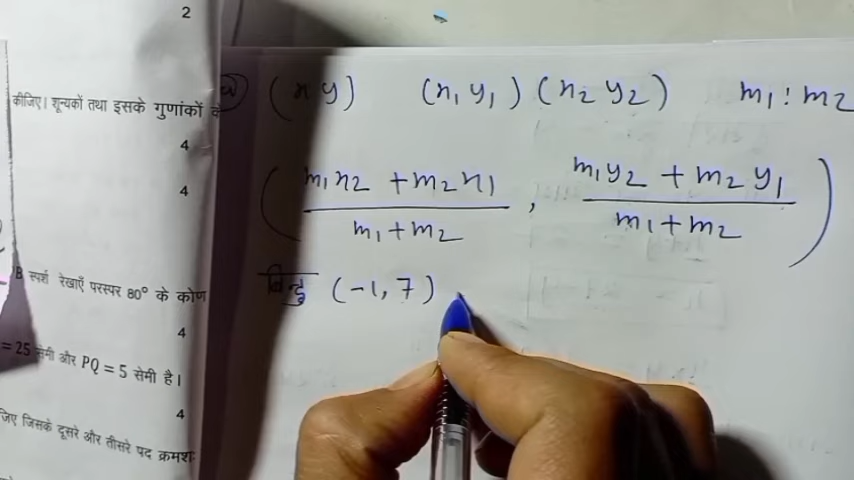 2
कीजिए। शून्यकों तथा इसके गुणांकों
4
4
स्पर्श रेखाएँ परस्पर 80° के कोण
4
= 25 सेमी और PQ = 5 सेमी है।
4
जिसके दूसरे और तीसरे पद क्रमशः
(x y) (x₁ y₁) (x₂ y₂) m₁ : m₂
( m₁x₂ + m₂x₁ / m₁ + m₂ , m₁y₂ + m₂y₁ / m₁ + m₂ )
बिन्दु (-1, 7)